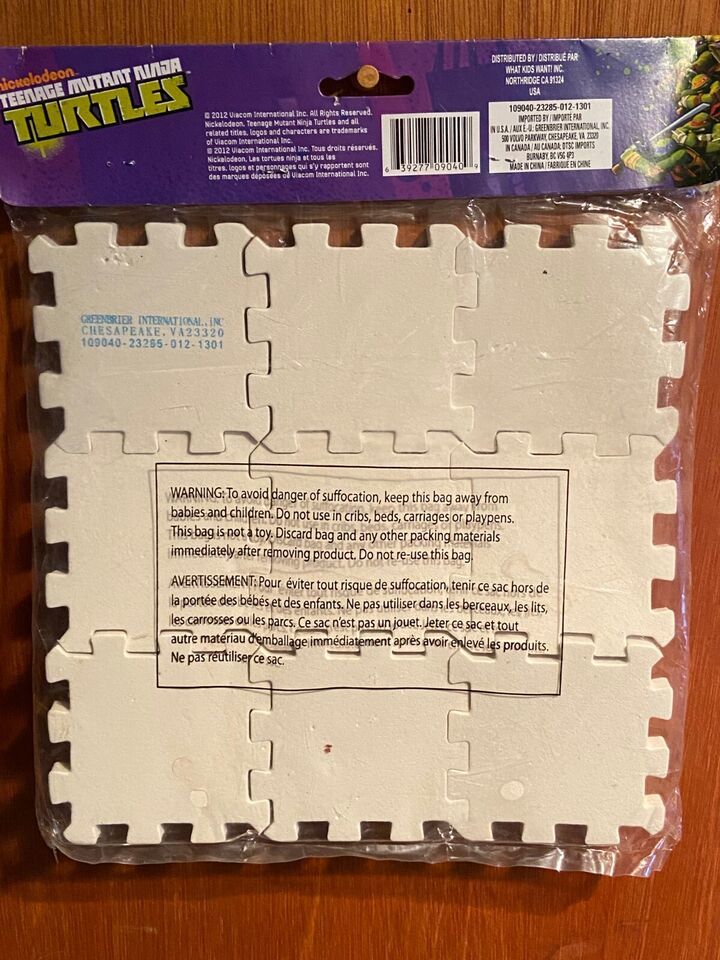 nickelodeon
TEENAGE MUTANT NINJA
TURTLES
© 2012 Viacom International Inc. All Rights Reserved.
Nickelodeon, Teenage Mutant Ninja Turtles and all
related titles, logos and characters are trademarks
of Viacom International Inc.
© 2012 Viacom International Inc. Tous droits réservés.
Nickelodeon, Les tortues ninja et tous les
titres, logos et personnages qui s'y rapportent sont
des marques déposées de Viacom International Inc.
6 39277 09040 9
DISTRIBUTED BY / DISTRIBUÉ PAR
WHAT KIDS WANT! INC.
NORTHRIDGE CA 91324
USA
109040-23285-012-1301
IMPORTED BY / IMPORTÉ PAR
IN U.S.A. / AUX É.-U.: GREENBRIER INTERNATIONAL, INC.
500 VOLVO PARKWAY, CHESAPEAKE, VA 23320
IN CANADA / AU CANADA: DTSC IMPORTS
BURNABY, BC V5G 4P3
MADE IN CHINA / FABRIQUÉ EN CHINE
GREENBRIER INTERNATIONAL, INC
CHESAPEAKE, VA23320
109040-23285-012-1301
WARNING: To avoid danger of suffocation, keep this bag away from
babies and children. Do not use in cribs, beds, carriages or playpens.
This bag is not a toy. Discard bag and any other packing materials
immediately after removing product. Do not re-use this bag.
AVERTISSEMENT: Pour éviter tout risque de suffocation, tenir ce sac hors de
la portée des bébés et des enfants. Ne pas utiliser dans les berceaux, les lits,
les carrosses ou les parcs. Ce sac n'est pas un jouet. Jeter ce sac et tout
autre matériau d'emballage immédiatement après avoir enlevé les produits.
Ne pas réutiliser ce sac.